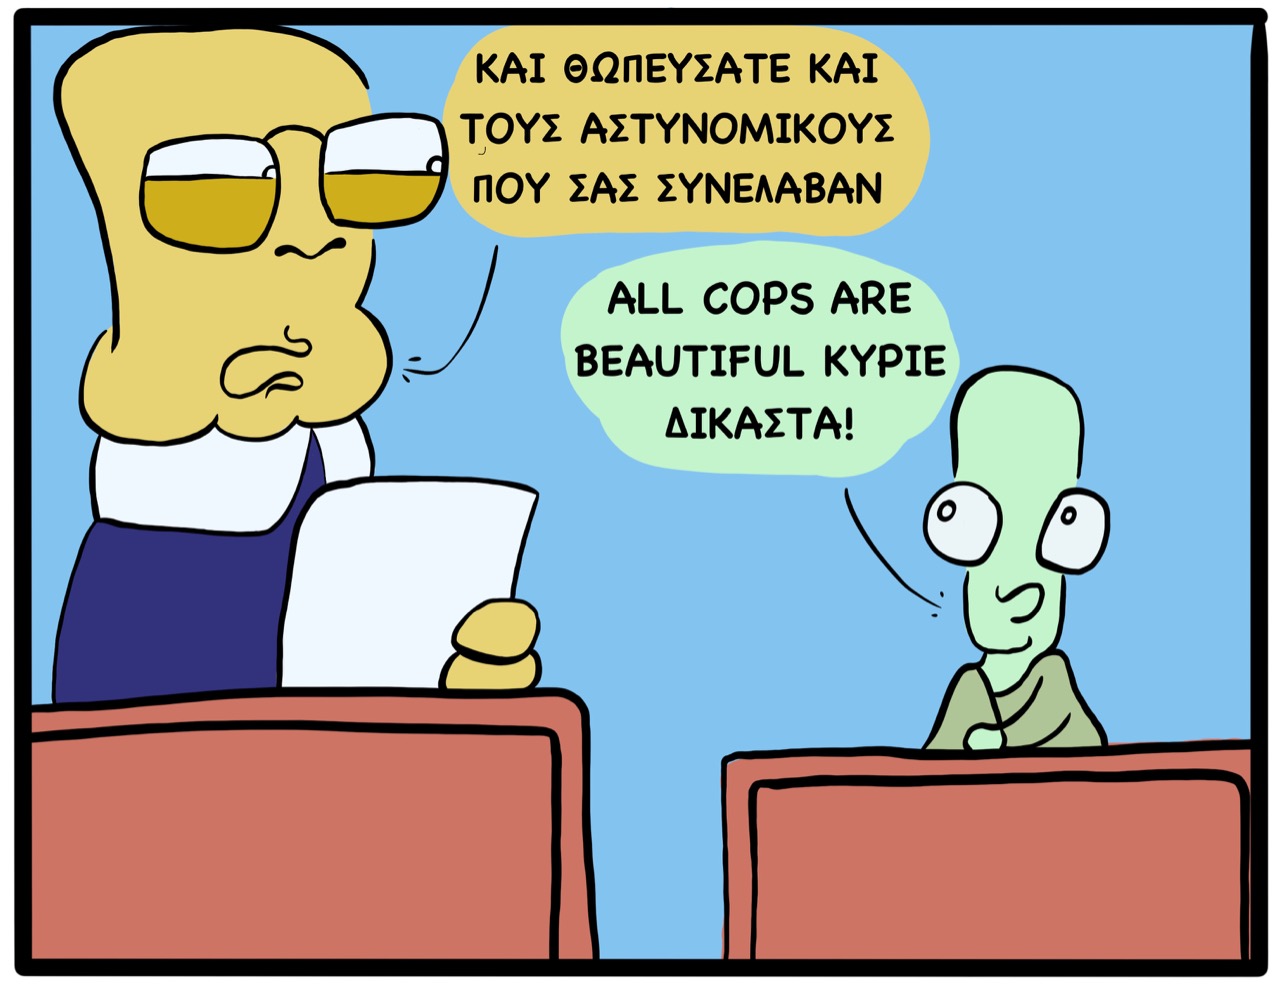 ΚΑΙ ΘΩΠΕΥΣΑΤΕ ΚΑΙ
ΤΟΥΣ ΑΣΤΥΝΟΜΙΚΟΥΣ
ΠΟΥ ΣΑΣ ΣΥΝΕΛΑΒΑΝ
ALL COPS ARE
BEAUTIFUL ΚΥΡΙΕ
ΔΙΚΑΣΤΑ!